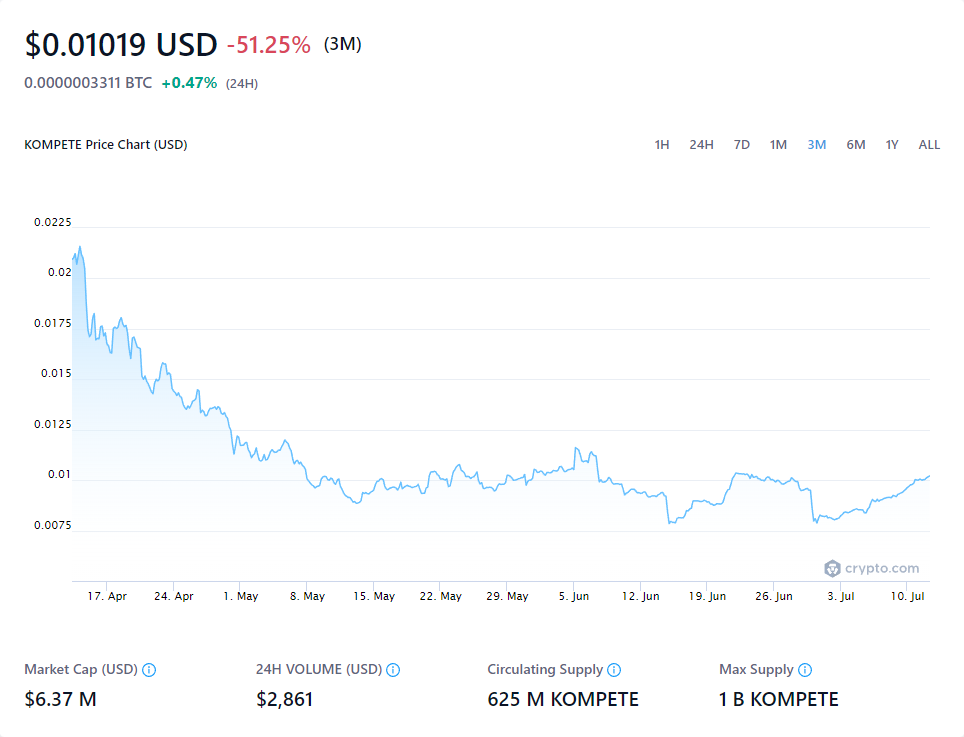 $0.01019 USD -51.25% (3M)
0.0000003311 BTC +0.47% (24H)
KOMPETE Price Chart (USD) 1H 24H 7D 1M 3M 6M 1Y ALL
0.0225
0.02
0.0175
0.015
0.0125
0.01
0.0075
crypto.com
17. Apr 24. Apr 1. May 8. May 15. May 22. May 29. May 5. Jun 12. Jun 19. Jun 26. Jun 3. Jul 10. Jul
Market Cap (USD) 24H VOLUME (USD) Circulating Supply Max Supply
$6.37 M $2,861 625 M KOMPETE 1 B KOMPETE